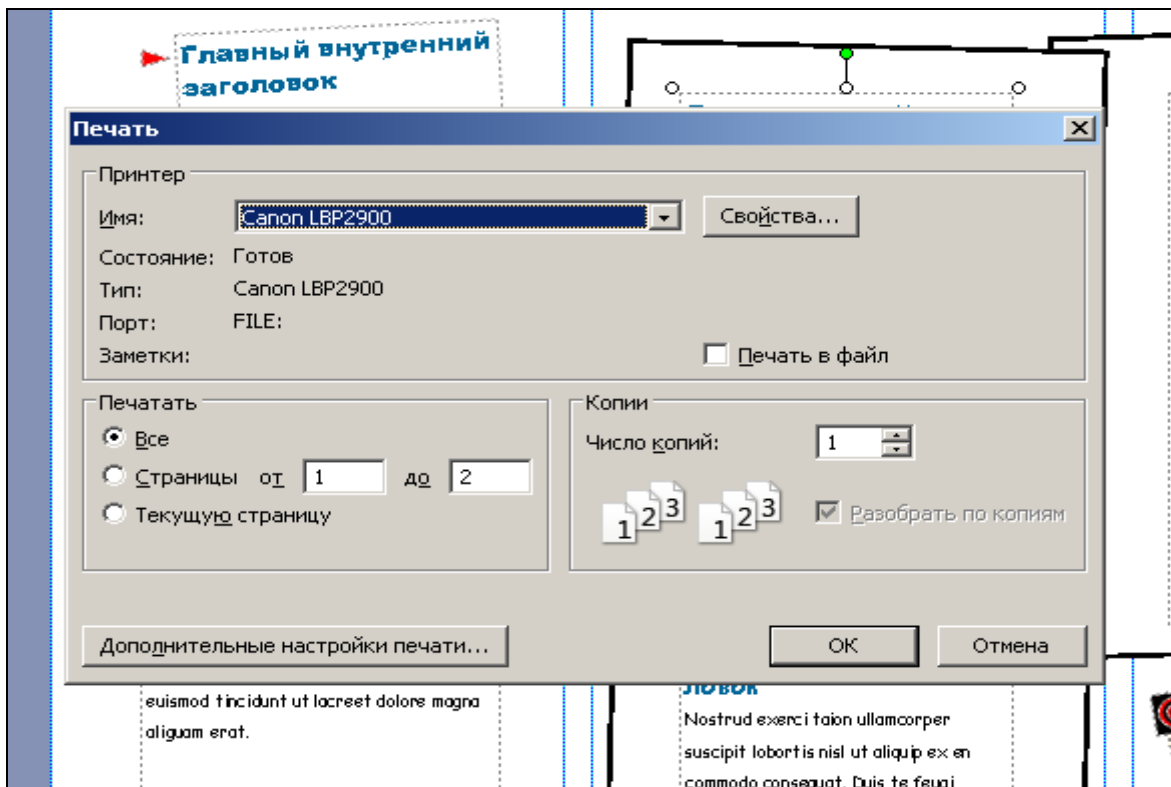 Главный внутренний
заголовок
Печать
Принтер
Имя: Canon LBP2900 Свойства...
Состояние: Готов
Тип: Canon LBP2900
Порт: FILE:
Заметки: Печать в файл
Печатать
Все
Страницы от 1 до 2
Текущую страницу
Копии
Число копий: 1
1 2 3 1 2 3 Разобрать по копиям
Дополнительные настройки печати... ОК Отмена
euismod tincidunt ut lacreet dolore magna
aliguam erat.
ловок
Nostrud exerci taion ullamcorper
suscipit lobortis nisl ut aliquip ex en
commodo consequat. Duis te feugi